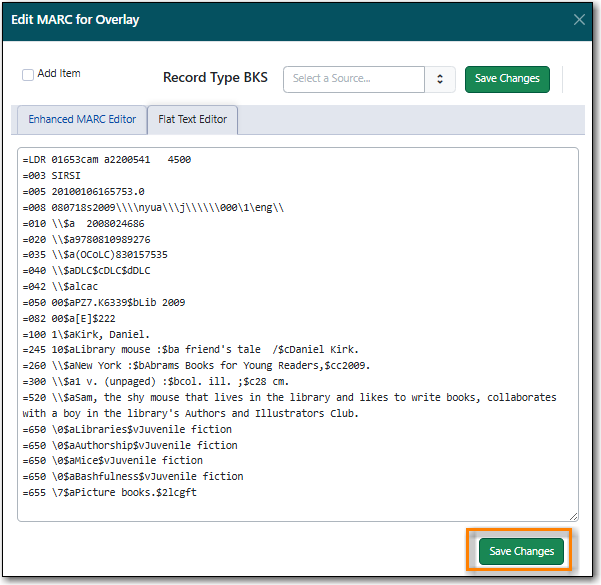 Edit MARC for Overlay
Add Item
Record Type BKS
Select a Source...
Save Changes
Enhanced MARC Editor
Flat Text Editor
=LDR 01653cam a2200541   4500
=003 SIRSI
=005 20100106165753.0
=008 080718s2009\\\\nyua\\\j\\\\\\000\1\eng\\
=010 \\$a  2008024686
=020 \\$a9780810989276
=035 \\$a(OCoLC)830157535
=040 \\$aDLC$cDLC$dDLC
=042 \\$alcac
=050 00$aPZ7.K6339$bLib 2009
=082 00$a[E]$222
=100 1\$aKirk, Daniel.
=245 10$aLibrary mouse :$ba friend's tale  /$cDaniel Kirk.
=260 \\$aNew York :$bAbrams Books for Young Readers,$cc2009.
=300 \\$a1 v. (unpaged) :$bcol. ill. ;$c28 cm.
=520 \\$aSam, the shy mouse that lives in the library and likes to write books, collaborates
with a boy in the library's Authors and Illustrators Club.
=650 \0$aLibraries$vJuvenile fiction
=650 \0$aAuthorship$vJuvenile fiction
=650 \0$aMice$vJuvenile fiction
=650 \0$aBashfulness$vJuvenile fiction
=655 \7$aPicture books.$2lcgft
Save Changes